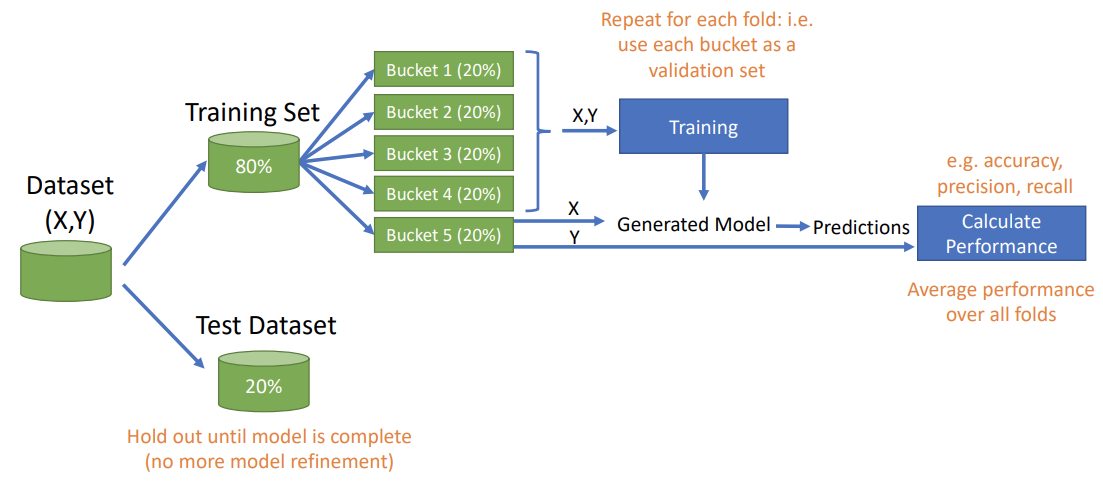 Repeat for each fold: i.e.
use each bucket as a
validation set
Bucket 1 (20%)
Bucket 2 (20%)
Bucket 3 (20%)
Bucket 4 (20%)
Bucket 5 (20%)
Training Set
80%
X,Y
Training
Dataset
(X,Y)
X
Y
Generated Model
Predictions
e.g. accuracy,
precision, recall
Calculate
Performance
Average performance
over all folds
Test Dataset
20%
Hold out until model is complete
(no more model refinement)